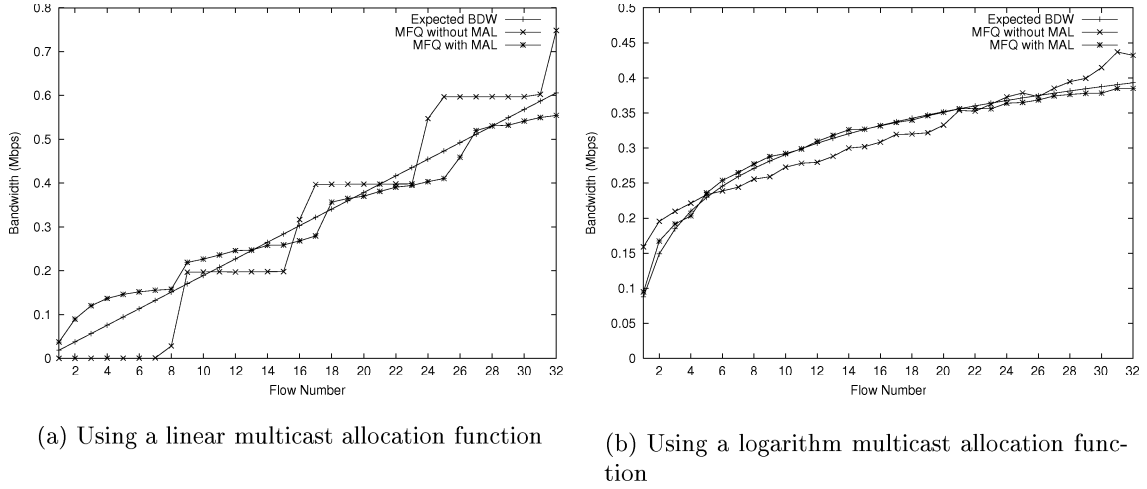 0.8
0.7
0.6
0.5
0.4
0.3
0.2
0.1
0
Bandwidth (Mbps)
Expected BDW
MFQ without MAL
MFQ with MAL
2 4 6 8 10 12 14 16 18 20 22 24 26 28 30 32
Flow Number
(a) Using a linear multicast allocation function
0.5
0.45
0.4
0.35
0.3
0.25
0.2
0.15
0.1
0.05
0
Bandwidth (Mbps)
Expected BDW
MFQ without MAL
MFQ with MAL
2 4 6 8 10 12 14 16 18 20 22 24 26 28 30 32
Flow Number
(b) Using a logarithm multicast allocation func-
tion